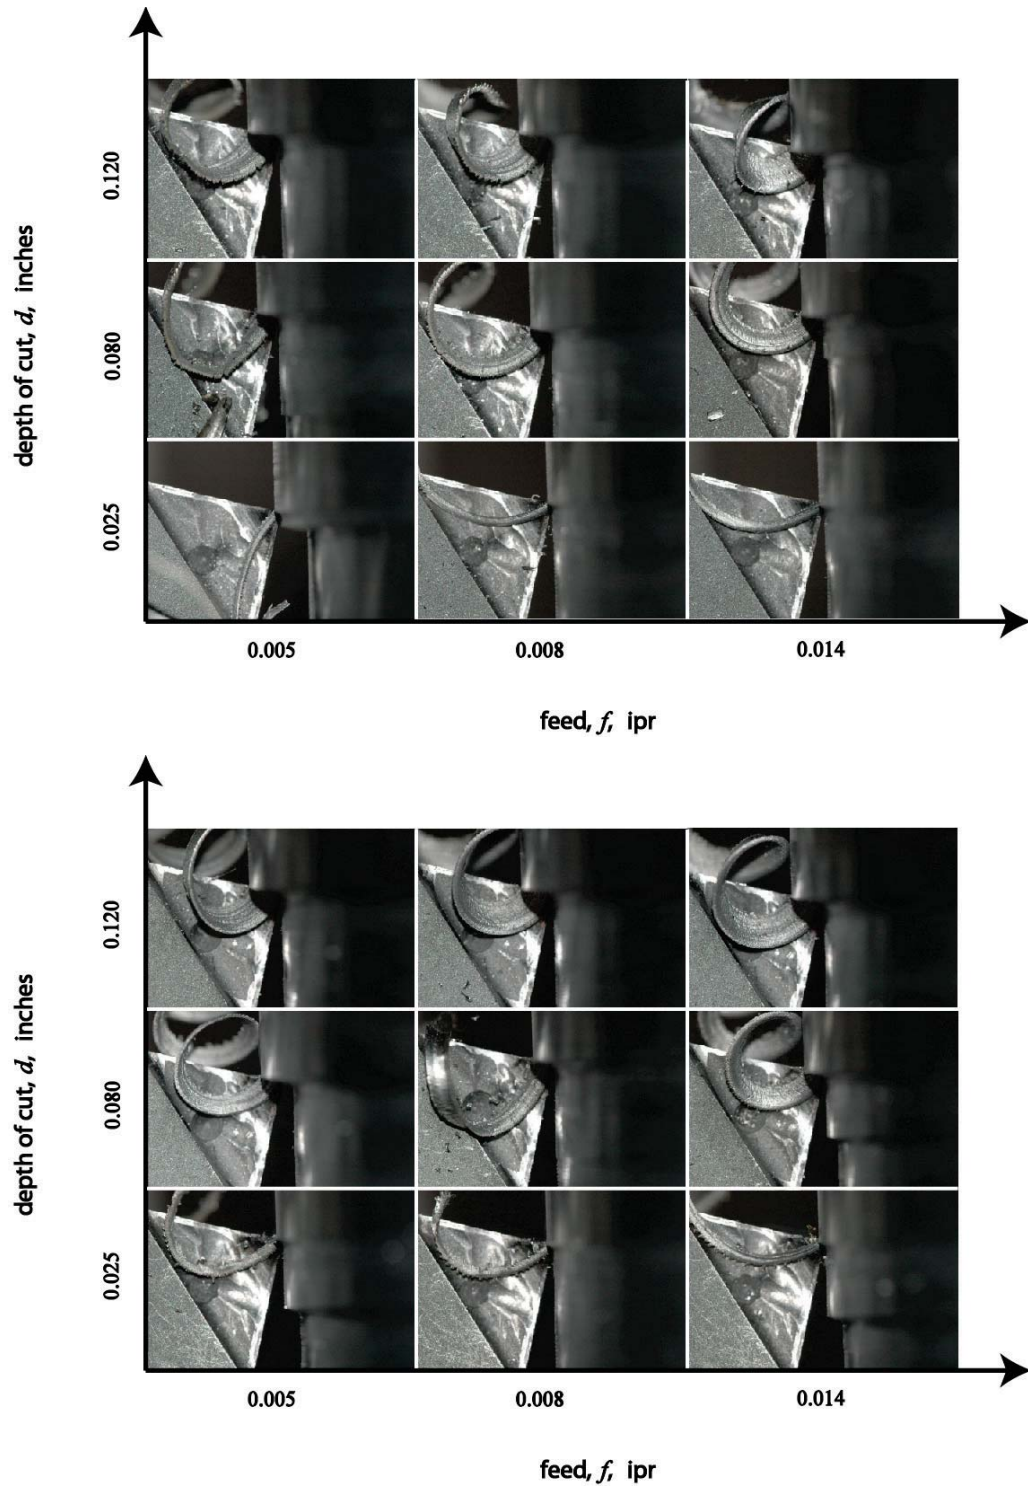 depth of cut, d, inches
0.120
0.080
0.025
0.005 0.008 0.014
feed, f, ipr
depth of cut, d, inches
0.120
0.080
0.025
0.005 0.008 0.014
feed, f, ipr